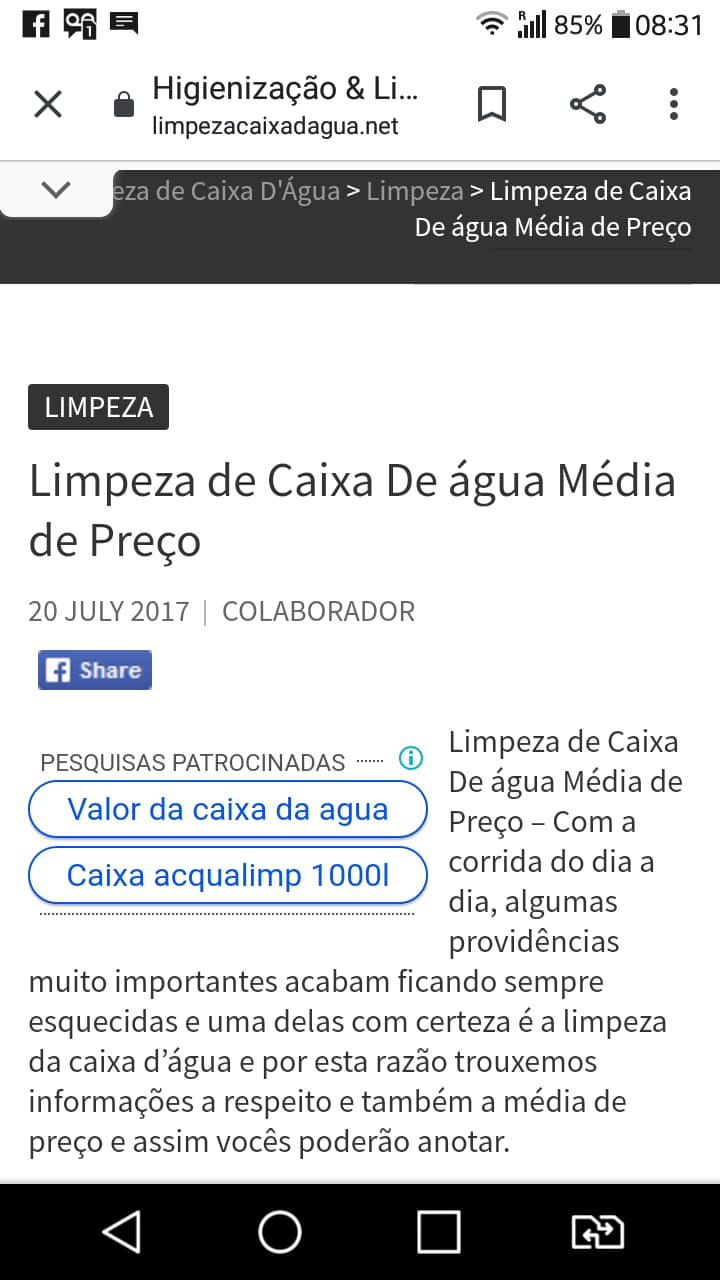 85% 08:31
Higienização & Li...
limpezacaixadagua.net
eza de Caixa D'Água > Limpeza > Limpeza de Caixa
De água Média de Preço
LIMPEZA
Limpeza de Caixa De água Média
de Preço
20 JULY 2017 | COLABORADOR
Share
PESQUISAS PATROCINADAS
Valor da caixa da agua
Caixa acqualimp 1000l
Limpeza de Caixa
De água Média de
Preço – Com a
corrida do dia a
dia, algumas
providências
muito importantes acabam ficando sempre
esquecidas e uma delas com certeza é a limpeza
da caixa d’água e por esta razão trouxemos
informações a respeito e também a média de
preço e assim vocês poderão anotar.